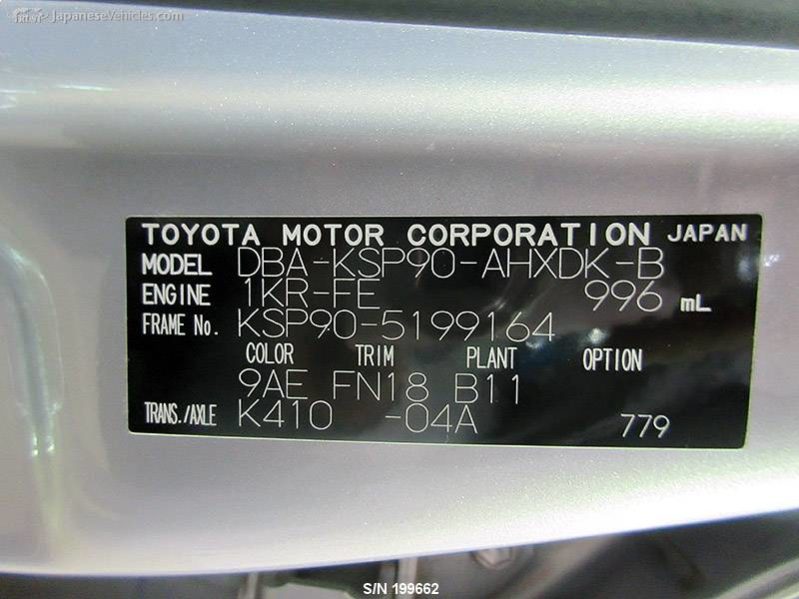 JapaneseVehicles.com
TOYOTA MOTOR CORPORATION JAPAN
MODEL DBA-KSP90-AHXDK-B
ENGINE 1KR-FE 996 mL
FRAME No. KSP90-5199164
COLOR TRIM PLANT OPTION
9AE FN18 B11
TRANS./AXLE K410 -04A 779
S/N 199662